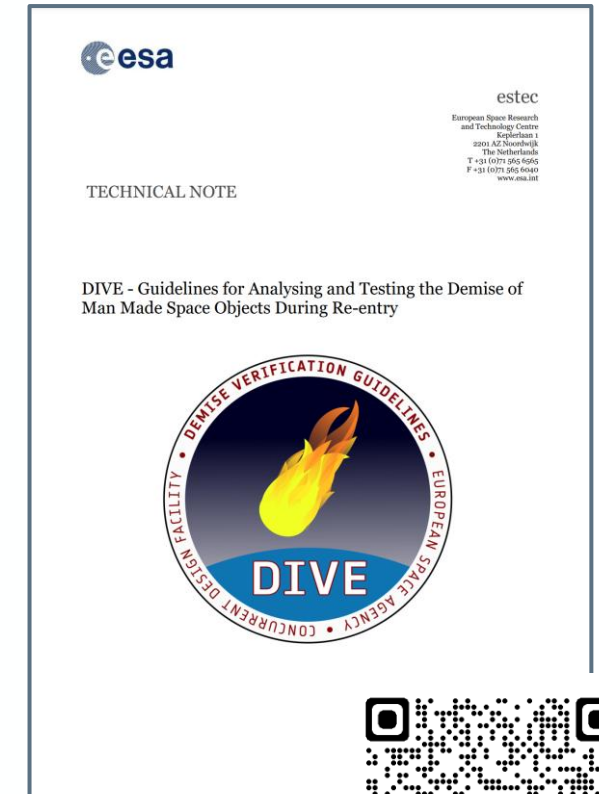 esa
estec
European Space Research
and Technology Centre
Keplerlaan 1
2201 AZ Noordwijk
The Netherlands
T +31 (0)71 565 6565
F +31 (0)71 565 6040
www.esa.int
TECHNICAL NOTE
DIVE - Guidelines for Analysing and Testing the Demise of
Man Made Space Objects During Re-entry
DEMISE VERIFICATION GUIDELINES • EUROPEAN SPACE AGENCY • CONCURRENT DESIGN FACILITY •
DIVE